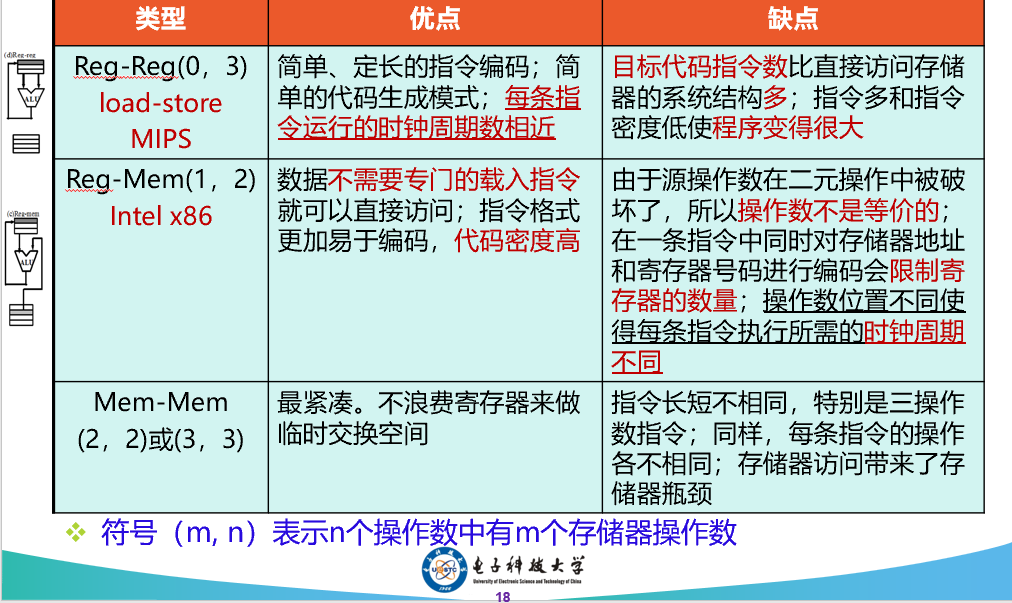 类型 优点 缺点
(d)Reg-reg
ALU
Reg-Reg(0，3)
load-store
MIPS
简单、定长的指令编码；简
单的代码生成模式；每条指
令运行的时钟周期数相近
目标代码指令数比直接访问存储
器的系统结构多；指令多和指令
密度低使程序变得很大
(c)Reg-mem
ALU
Reg-Mem(1，2)
Intel x86
数据不需要专门的载入指令
就可以直接访问；指令格式
更加易于编码，代码密度高
由于源操作数在二元操作中被破
坏了，所以操作数不是等价的；
在一条指令中同时对存储器地址
和寄存器号码进行编码会限制寄
存器的数量；操作数位置不同使
得每条指令执行所需的时钟周期
不同
Mem-Mem
(2，2)或(3，3)
最紧凑。不浪费寄存器来做
临时交换空间
指令长短不相同，特别是三操作
数指令；同样，每条指令的操作
各不相同；存储器访问带来了存
储器瓶颈
符号（m, n）表示n个操作数中有m个存储器操作数
电子科技大学
University of Electronic Science and Technology of China
18